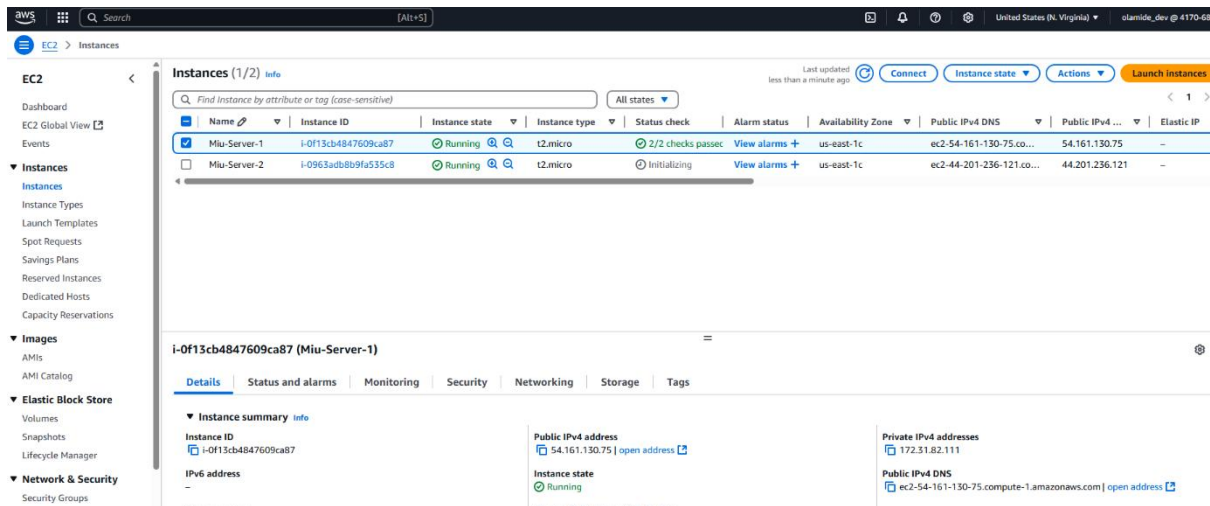 aws Search [Alt+S] United States (N. Virginia) olamide_dev @ 4170-68
EC2 > Instances
EC2
Dashboard
EC2 Global View
Events
Instances
Instances
Instance Types
Launch Templates
Spot Requests
Savings Plans
Reserved Instances
Dedicated Hosts
Capacity Reservations
Images
AMIs
AMI Catalog
Elastic Block Store
Volumes
Snapshots
Lifecycle Manager
Network & Security
Security Groups
Instances (1/2) Info
Last updated
less than a minute ago
Connect Instance state Actions Launch instances
Find Instance by attribute or tag (case-sensitive) All states 1
Name Instance ID Instance state Instance type Status check Alarm status Availability Zone Public IPv4 DNS Public IPv4 ... Elastic IP
Miu-Server-1 i-0f13cb4847609ca87 Running t2.micro 2/2 checks passec View alarms + us-east-1c ec2-54-161-130-75.co... 54.161.130.75 –
Miu-Server-2 i-0963adb8b9fa535c8 Running t2.micro Initializing View alarms + us-east-1c ec2-44-201-236-121.co... 44.201.236.121 –
i-0f13cb4847609ca87 (Miu-Server-1)
Details Status and alarms Monitoring Security Networking Storage Tags
Instance summary Info
Instance ID
i-0f13cb4847609ca87
IPv6 address
–
Public IPv4 address
54.161.130.75 | open address
Instance state
Running
Private IPv4 addresses
172.31.82.111
Public IPv4 DNS
ec2-54-161-130-75.compute-1.amazonaws.com | open address